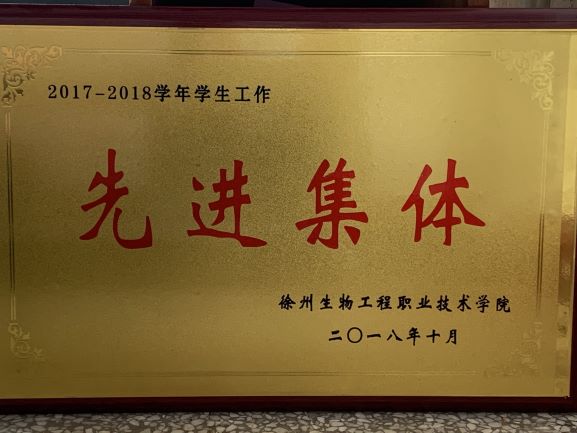 2017-2018学年学生工作
先进集体
徐州生物工程职业技术学院
二〇一八年十月